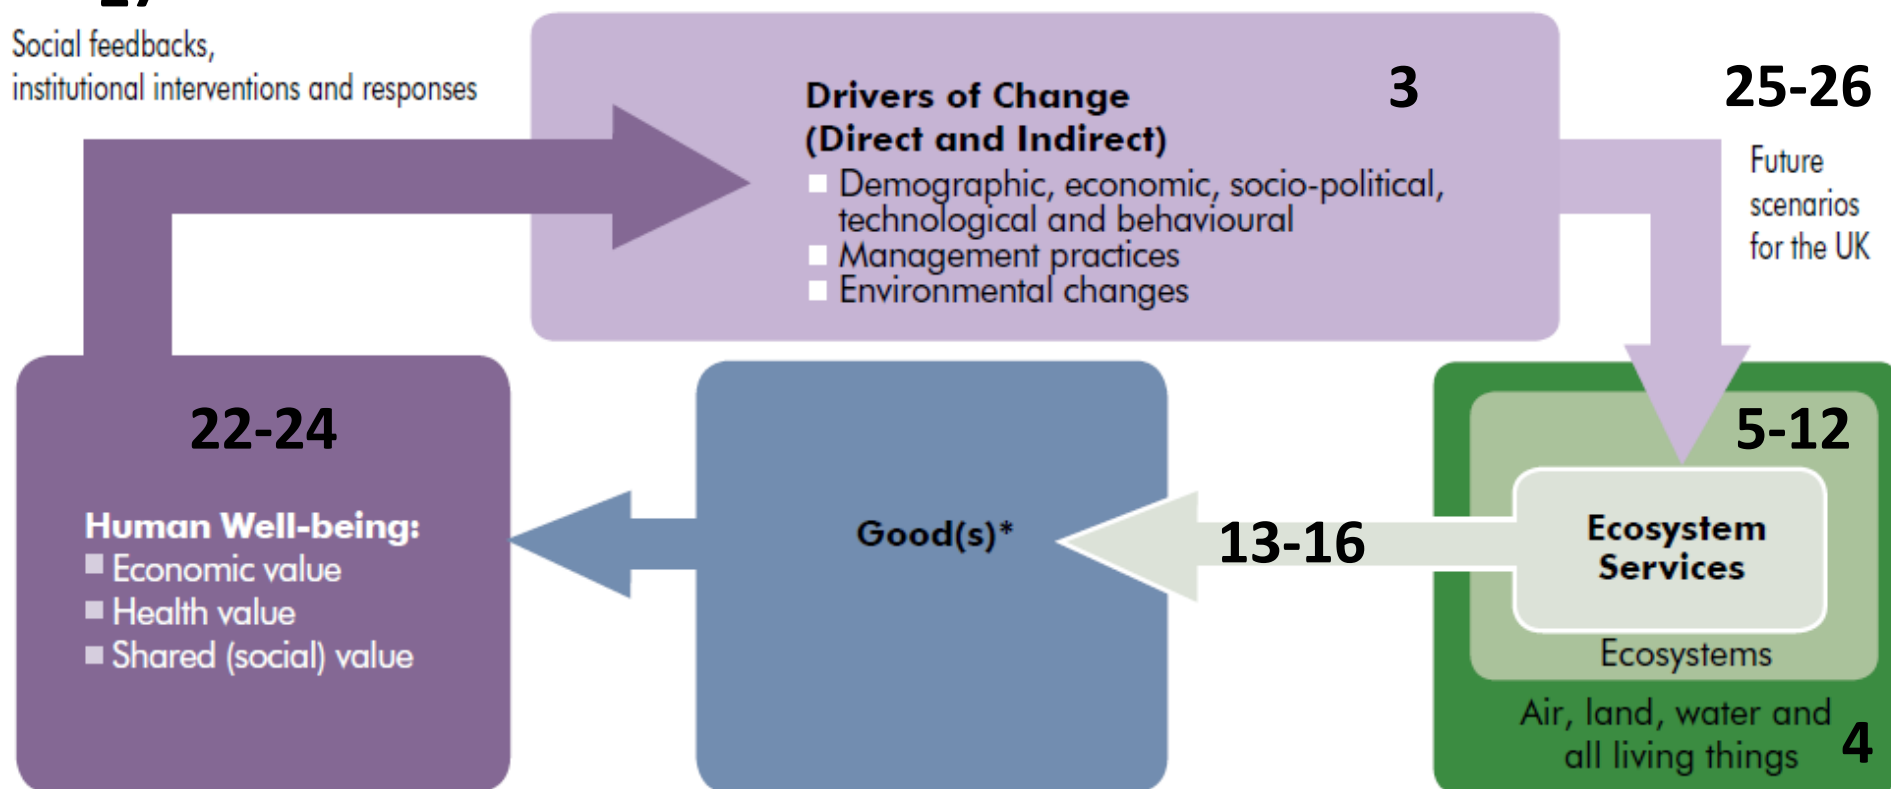 Social feedbacks,
institutional interventions and responses
Drivers of Change
(Direct and Indirect)
3
Demographic, economic, socio-political,
technological and behavioural
Management practices
Environmental changes
25-26
Future
scenarios
for the UK
22-24
Human Well-being:
Economic value
Health value
Shared (social) value
Good(s)*
13-16
5-12
Ecosystem
Services
Ecosystems
Air, land, water and
all living things
4